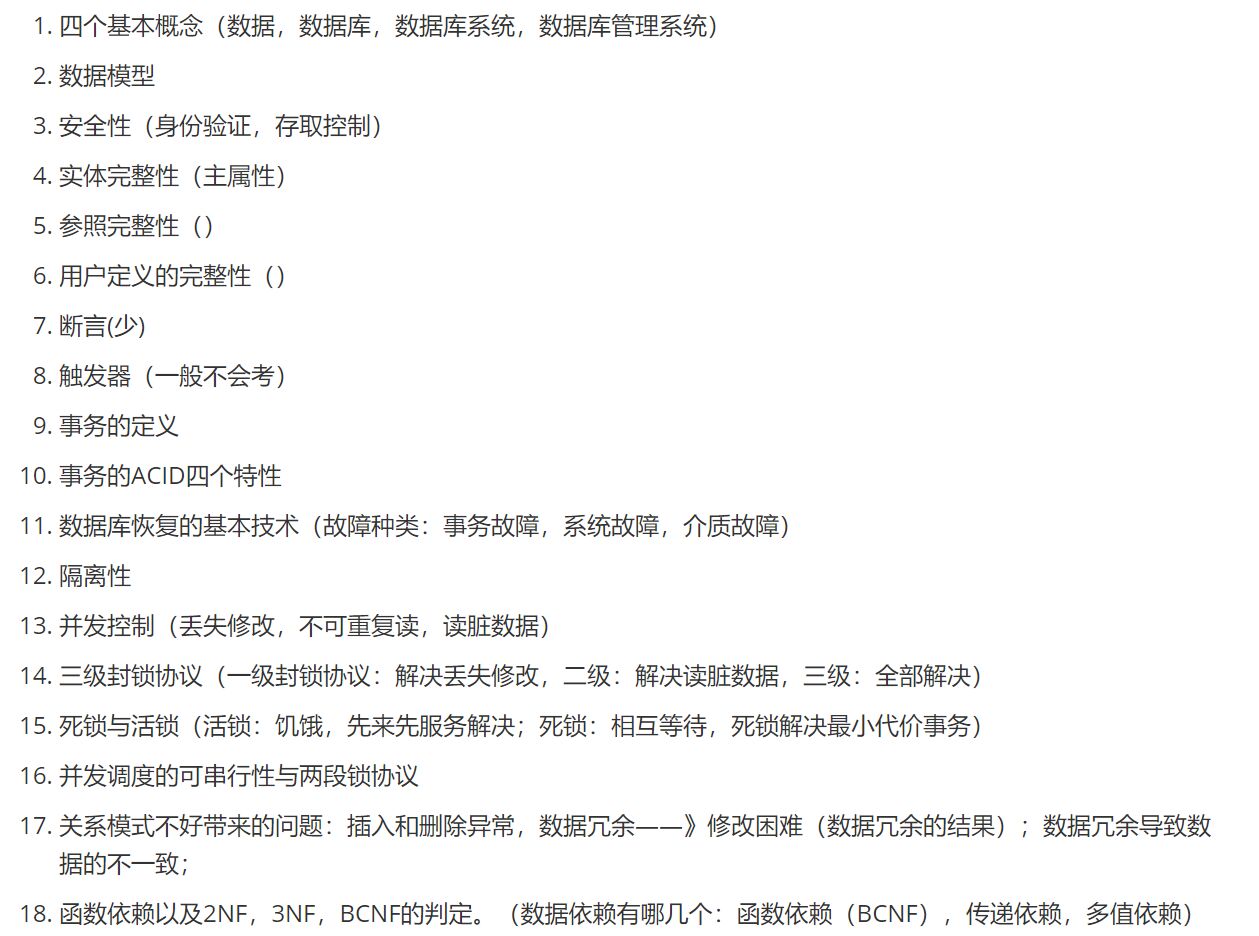 1. 四个基本概念（数据，数据库，数据库系统，数据库管理系统）
2. 数据模型
3. 安全性（身份验证，存取控制）
4. 实体完整性（主属性）
5. 参照完整性（）
6. 用户定义的完整性（）
7. 断言(少)
8. 触发器（一般不会考）
9. 事务的定义
10. 事务的ACID四个特性
11. 数据库恢复的基本技术（故障种类：事务故障，系统故障，介质故障）
12. 隔离性
13. 并发控制（丢失修改，不可重复读，读脏数据）
14. 三级封锁协议（一级封锁协议：解决丢失修改，二级：解决读脏数据，三级：全部解决）
15. 死锁与活锁（活锁：饥饿，先来先服务解决；死锁：相互等待，死锁解决最小代价事务）
16. 并发调度的可串行性与两段锁协议
17. 关系模式不好带来的问题：插入和删除异常，数据冗余——》修改困难（数据冗余的结果）；数据冗余导致数
据的不一致；
18. 函数依赖以及2NF，3NF，BCNF的判定。（数据依赖有哪几个：函数依赖（BCNF），传递依赖，多值依赖）